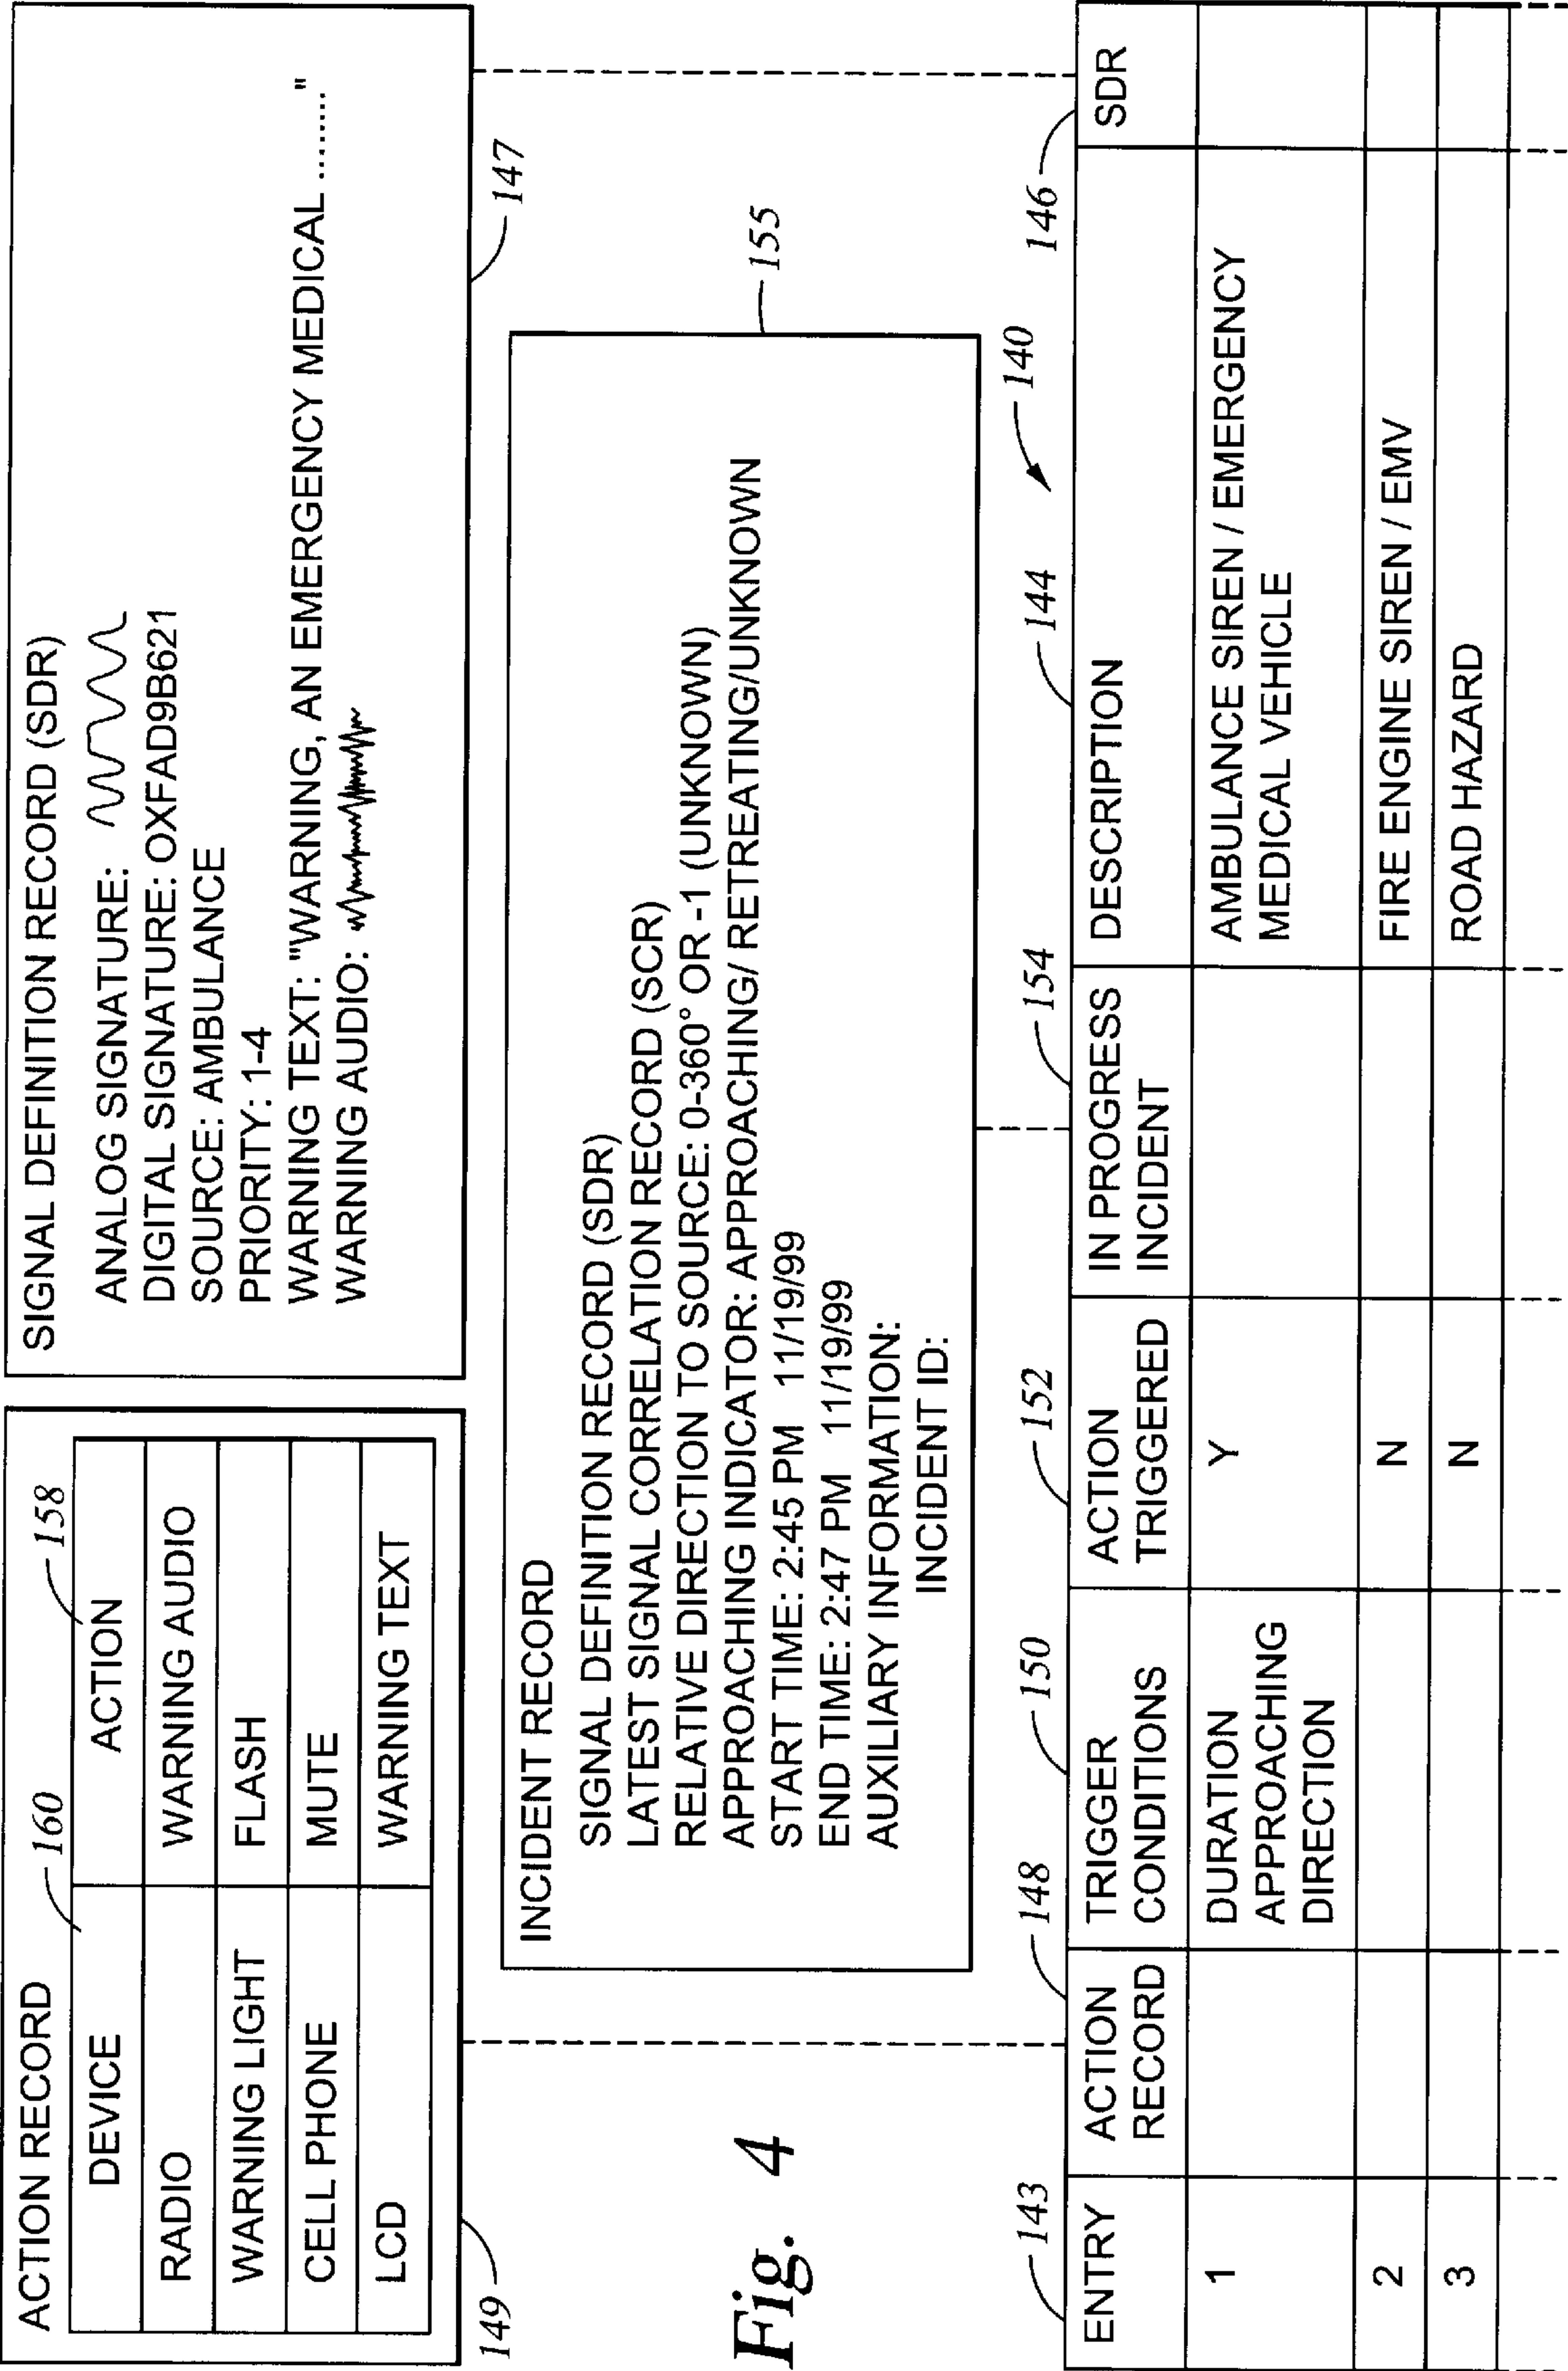 ACTION RECORD
160
158
DEVICE ACTION
RADIO WARNING AUDIO
WARNING LIGHT FLASH
CELL PHONE MUTE
LCD WARNING TEXT
149
SIGNAL DEFINITION RECORD (SDR)
ANALOG SIGNATURE:
DIGITAL SIGNATURE: OXFAD9B621
SOURCE: AMBULANCE
PRIORITY: 1-4
WARNING TEXT: "WARNING, AN EMERGENCY MEDICAL ........"
WARNING AUDIO:
147
INCIDENT RECORD
SIGNAL DEFINITION RECORD (SDR)
LATEST SIGNAL CORRELATION RECORD (SCR)
RELATIVE DIRECTION TO SOURCE: 0-360° OR -1 (UNKNOWN)
APPROACHING INDICATOR: APPROACHING/ RETREATING/UNKNOWN
START TIME: 2:45 PM 11/19/99
END TIME: 2:47 PM 11/19/99
AUXILIARY INFORMATION:
INCIDENT ID:
155
Fig. 4
140
143 148 150 152 154 144 146
ENTRY ACTION TRIGGER ACTION IN PROGRESS DESCRIPTION SDR
RECORD CONDITIONS TRIGGERED INCIDENT
1 DURATION Y AMBULANCE SIREN / EMERGENCY
APPROACHING MEDICAL VEHICLE
DIRECTION
2 N FIRE ENGINE SIREN / EMV
3 N ROAD HAZARD